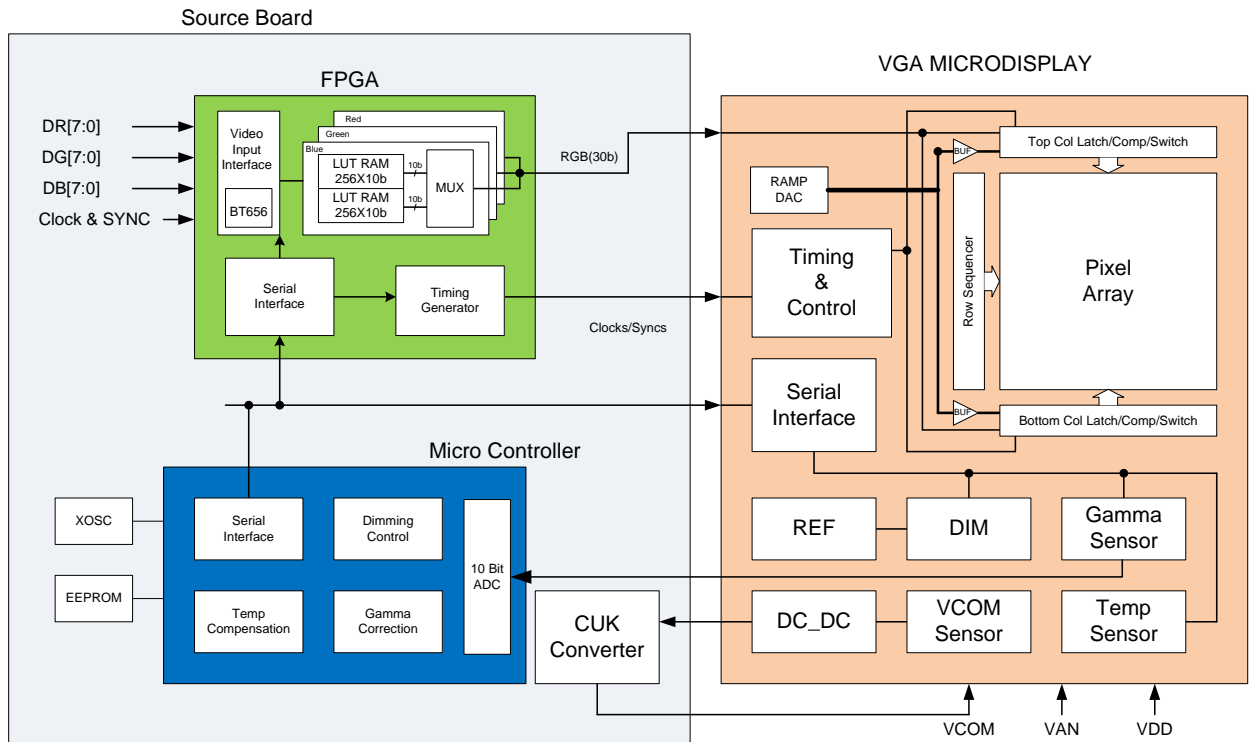 Source Board
FPGA
VGA MICRODISPLAY
DR[7:0]
DG[7:0]
DB[7:0]
Clock & SYNC
Video
Input
Interface
BT656
Red
Green
Blue
LUT RAM
256X10b
10b
LUT RAM
256X10b
10b
MUX
RGB(30b)
Serial
Interface
Timing
Generator
Clocks/Syncs
RAMP
DAC
BUF
Top Col Latch/Comp/Switch
Timing
&
Control
Row Sequencer
Pixel
Array
Serial
Interface
BUF
Bottom Col Latch/Comp/Switch
Micro Controller
XOSC
EEPROM
Serial
Interface
Dimming
Control
10 Bit
ADC
Temp
Compensation
Gamma
Correction
CUK
Converter
REF
DIM
Gamma
Sensor
DC_DC
VCOM
Sensor
Temp
Sensor
VCOM
VAN
VDD